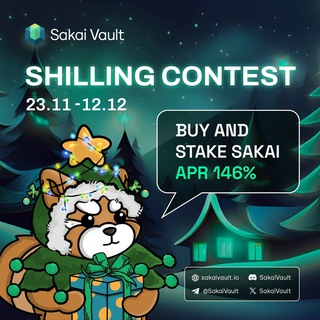 Sakai Vault
SHILLING CONTEST
23.11 -12.12
BUY AND
STAKE SAKAI
APR 146%
sakaivault.io
SakaiVault
@SakaiVault
SakaiVault